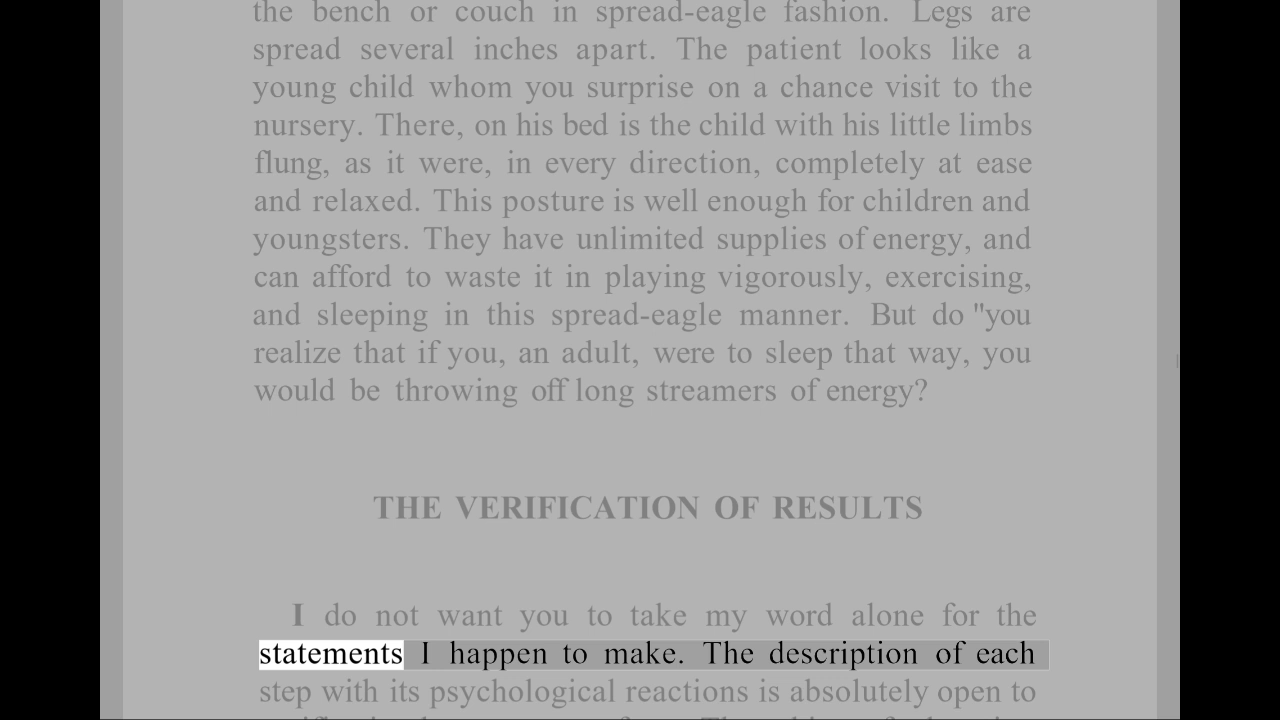 the bench or couch in spread-eagle fashion. Legs are
spread several inches apart. The patient looks like a
young child whom you surprise on a chance visit to the
nursery. There, on his bed is the child with his little limbs
flung, as it were, in every direction, completely at ease
and relaxed. This posture is well enough for children and
youngsters. They have unlimited supplies of energy, and
can afford to waste it in playing vigorously, exercising,
and sleeping in this spread-eagle manner. But do "you
realize that if you, an adult, were to sleep that way, you
would be throwing off long streamers of energy?
THE VERIFICATION OF RESULTS
I do not want you to take my word alone for the
statements I happen to make. The description of each
step with its psychological reactions is absolutely open to